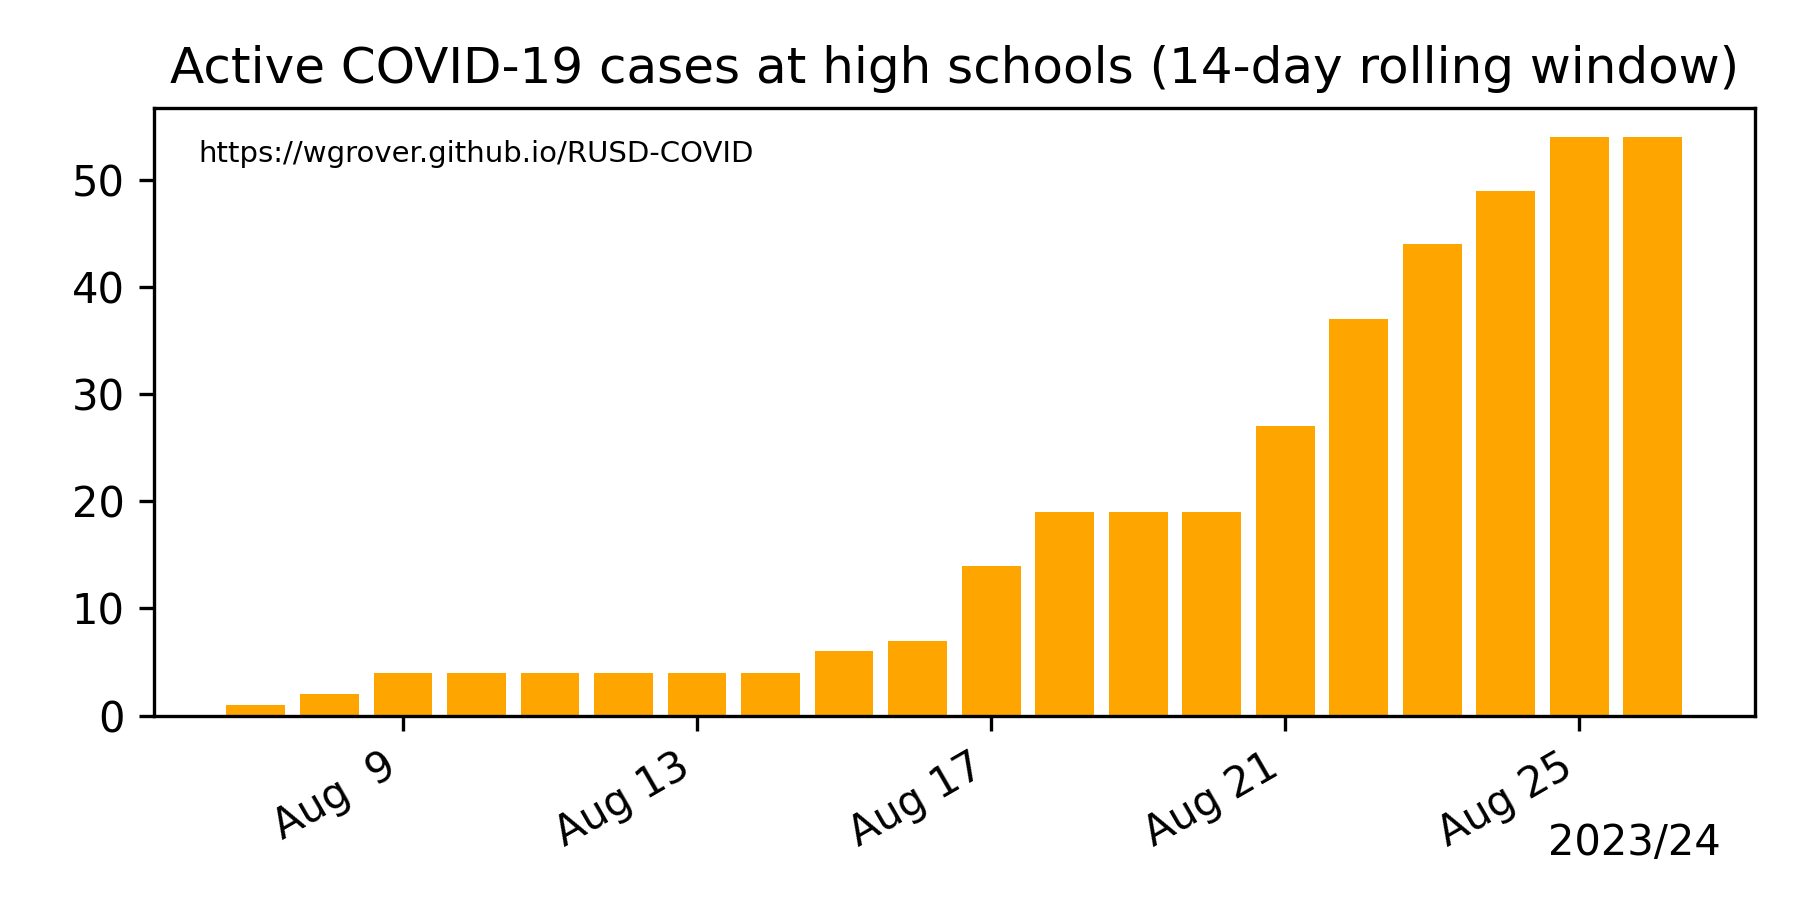 Active COVID-19 cases at high schools (14-day rolling window)
https://wgrover.github.io/RUSD-COVID
50
40
30
20
10
0
Aug  9
Aug 13
Aug 17
Aug 21
Aug 25
2023/24